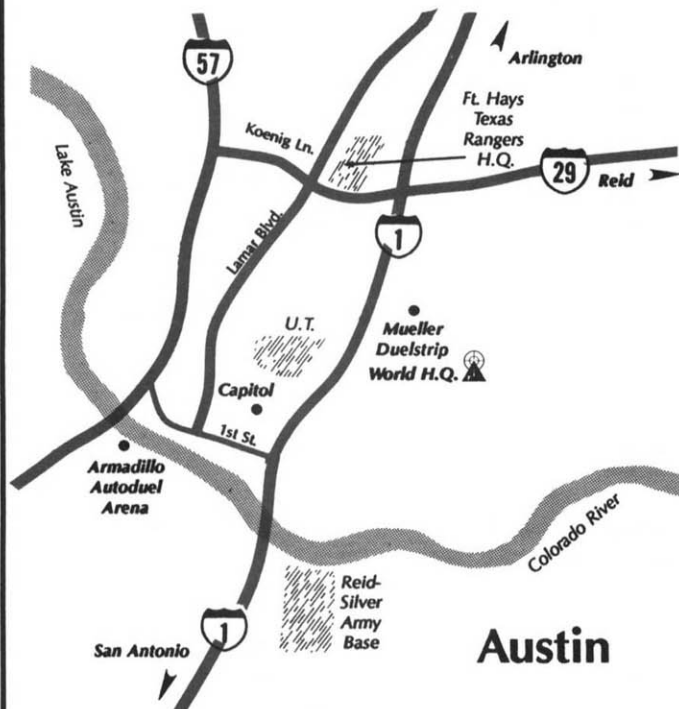 57
Arlington
Ft. Hays
Texas
Rangers
H.Q.
Koenig Ln.
29
Reid
Lake Austin
Lamar Blvd.
1
U.T.
Mueller
Duelstrip
World H.Q.
Capitol
1st St.
Armadillo
Autoduel
Arena
Colorado River
Reid-
Silver
Army
Base
1
San Antonio
Austin